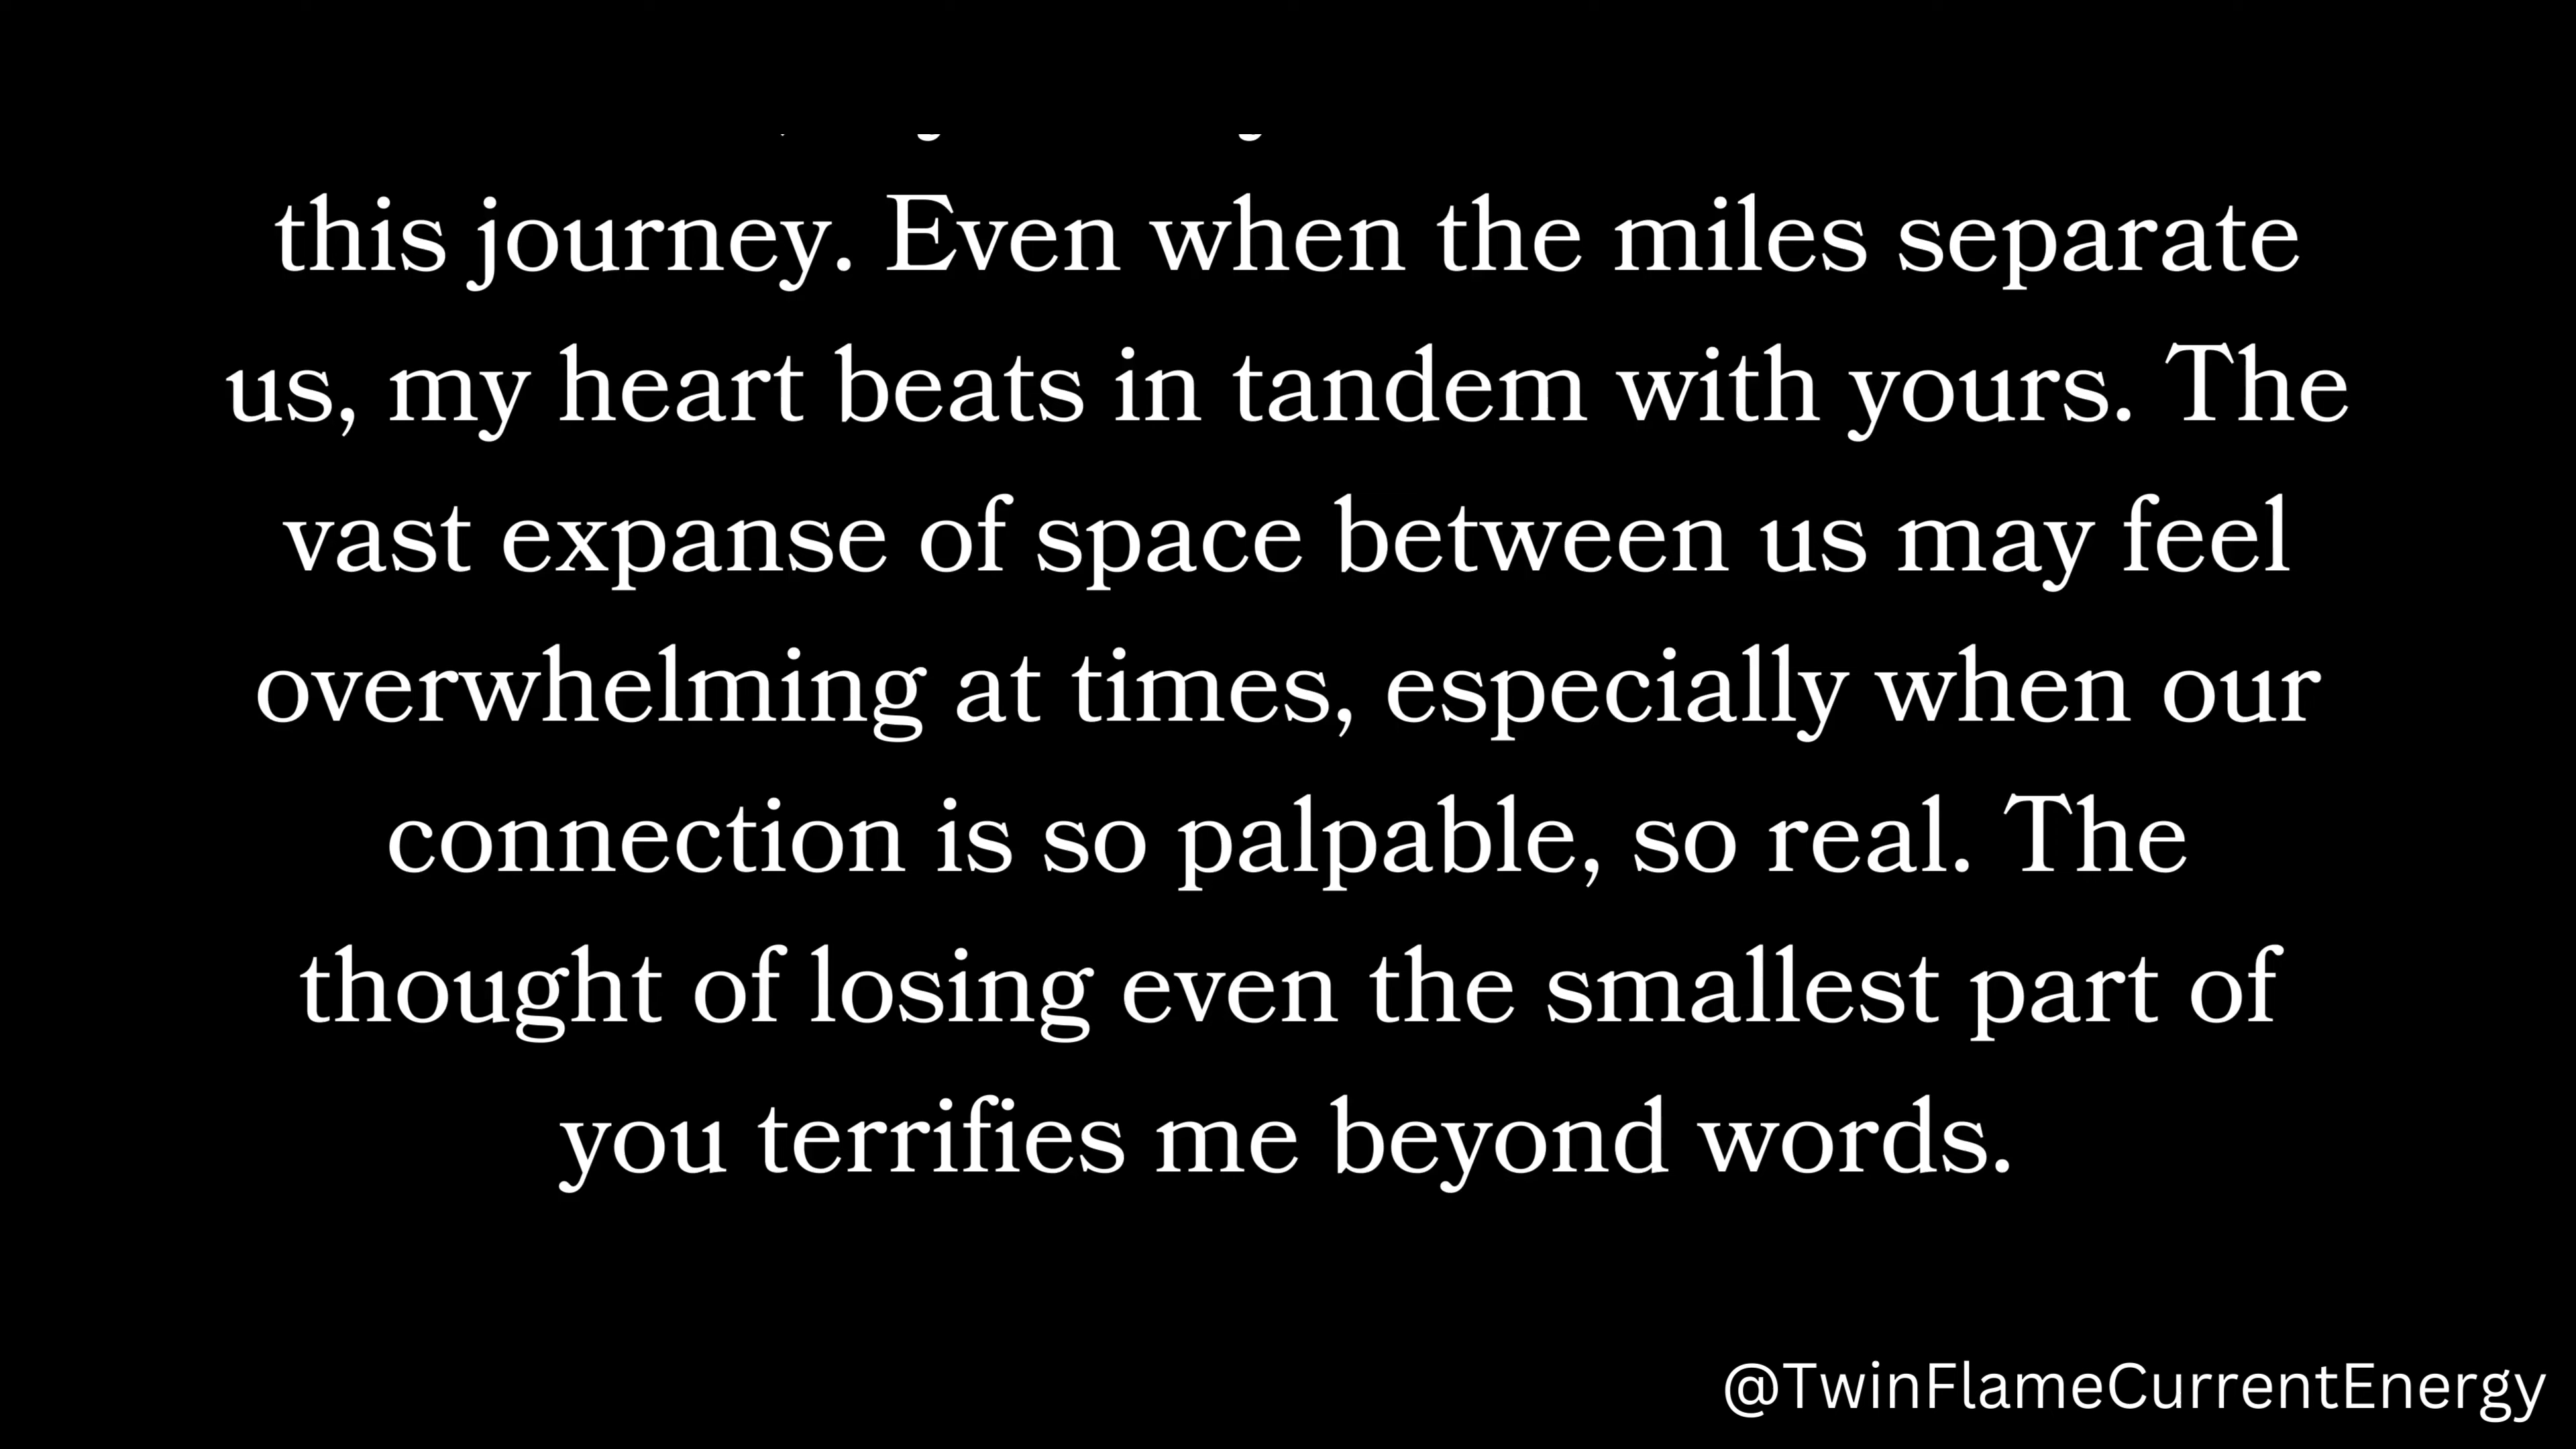 this journey. Even when the miles separate
us, my heart beats in tandem with yours. The
vast expanse of space between us may feel
overwhelming at times, especially when our
connection is so palpable, so real. The
thought of losing even the smallest part of
you terrifies me beyond words.
@TwinFlameCurrentEnergy